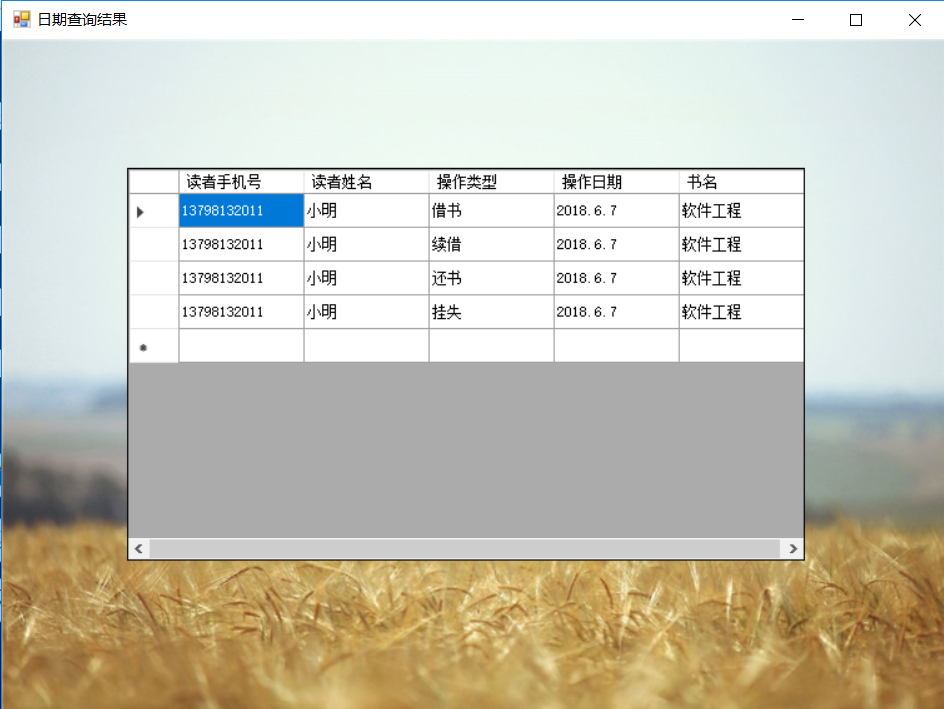 日期查询结果
读者手机号 读者姓名 操作类型 操作日期 书名
13798132011 小明 借书 2018.6.7 软件工程
13798132011 小明 续借 2018.6.7 软件工程
13798132011 小明 还书 2018.6.7 软件工程
13798132011 小明 挂失 2018.6.7 软件工程